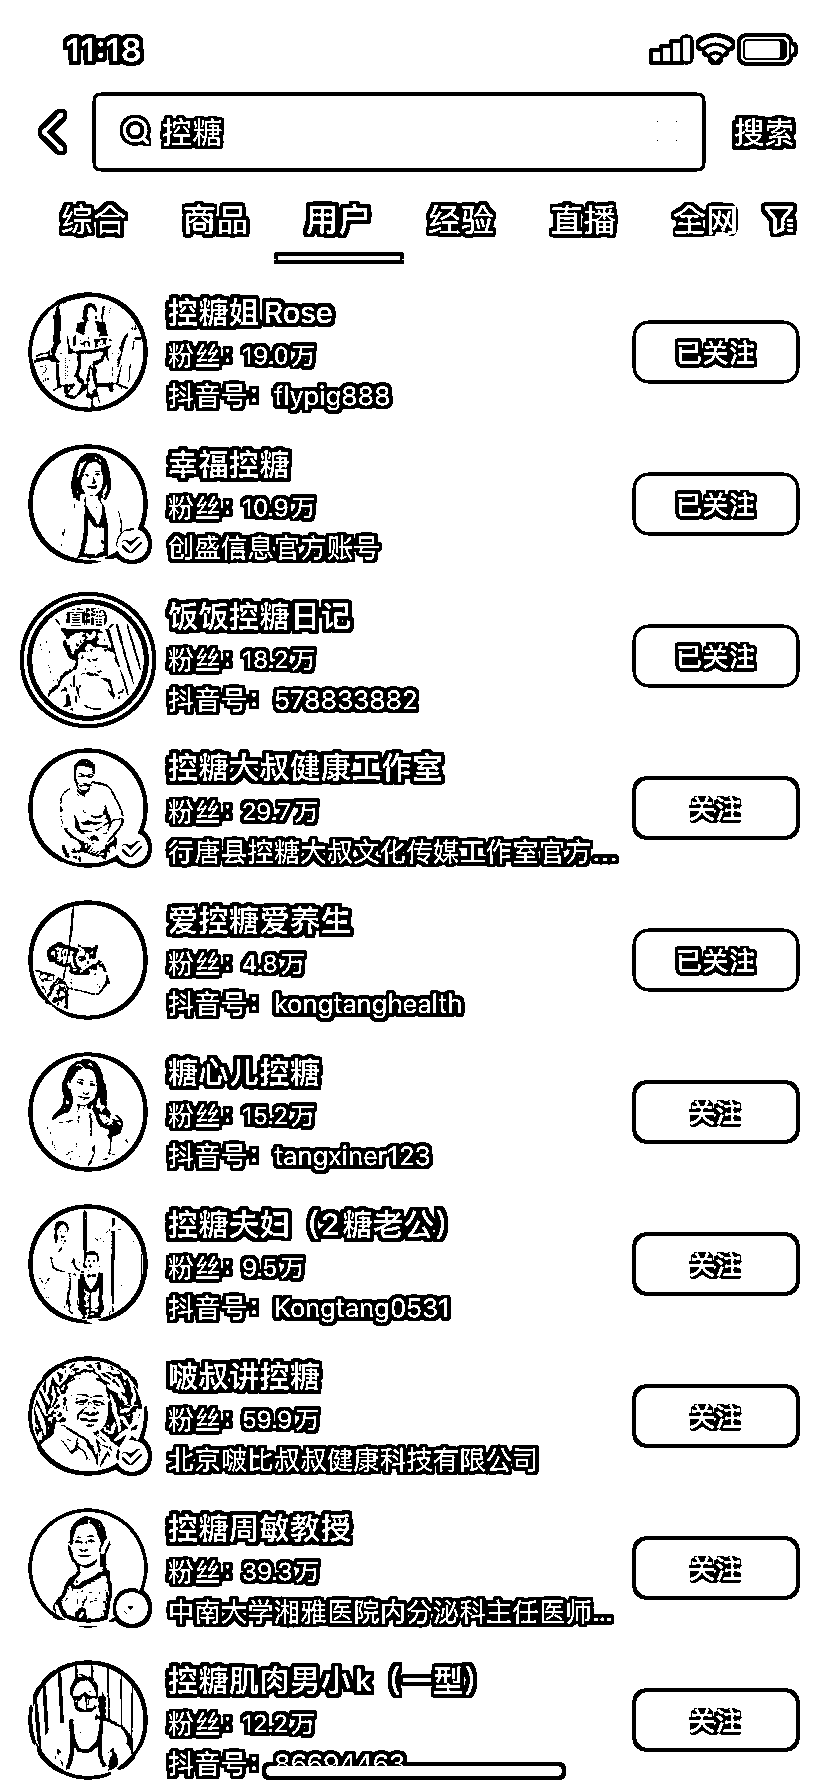 11:18
控糖
搜索
综合 商品 用户 经验 直播 全网
控糖姐Rose
粉丝：19.0万
已关注
抖音号：flypig888
幸福控糖
粉丝：10.9万
已关注
创盛信息官方账号
直播
饭饭控糖日记
粉丝：18.2万
已关注
抖音号：578833882
控糖大叔健康工作室
粉丝：29.7万
关注
行唐县控糖大叔文化传媒工作室官方...
爱控糖爱养生
粉丝：4.8万
已关注
抖音号：kongtanghealth
糖心儿控糖
粉丝：15.2万
关注
抖音号：tangxiner123
控糖夫妇（2糖老公）
粉丝：9.5万
关注
抖音号：Kongtang0531
啵叔讲控糖
粉丝：59.9万
关注
北京啵比叔叔健康科技有限公司
控糖周敏教授
粉丝：39.3万
关注
中南大学湘雅医院内分泌科主任医师...
控糖肌肉男小k（一型）
粉丝：12.2万
关注
抖音号：86694463